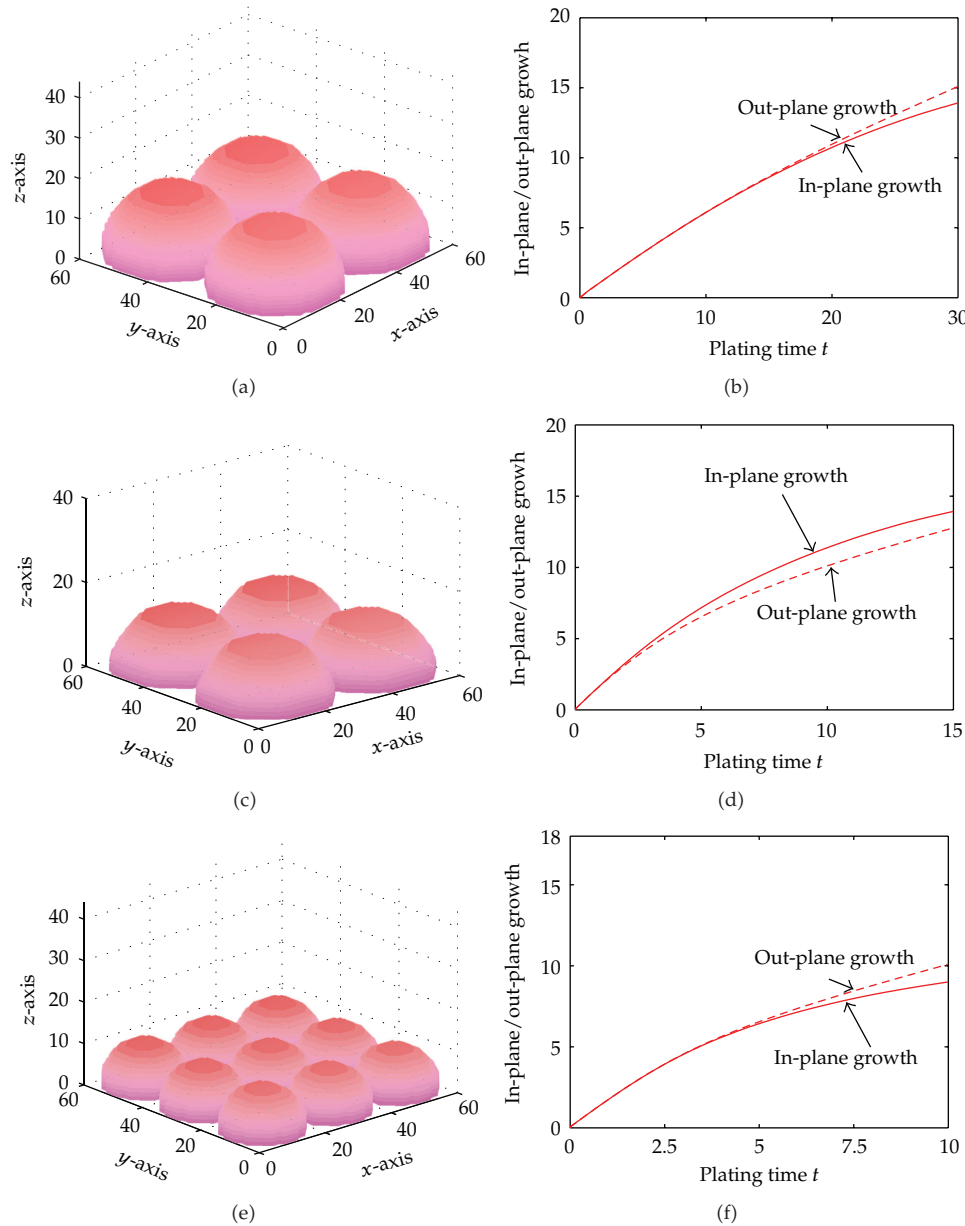 40
30
20
10
0
z-axis
60
40
20
0
y-axis
0
20
40
60
x-axis
(a)
20
15
10
5
0
In-plane/out-plane growh
Out-plane growth
In-plane growth
0 10 20 30
Plating time t
(b)
40
20
0
z-axis
60
40
20
0
y-axis
0
20
40
60
x-axis
(c)
20
15
10
5
0
In-plane/out-plane growth
In-plane growth
Out-plane growth
0 5 10 15
Plating time t
(d)
40
30
20
10
0
z-axis
60
40
20
0
y-axis
0
20
40
60
x-axis
(e)
18
15
10
5
0
In-plane/out-plane growth
Out-plane growth
In-plane growth
0 2.5 5 7.5 10
Plating time t
(f)